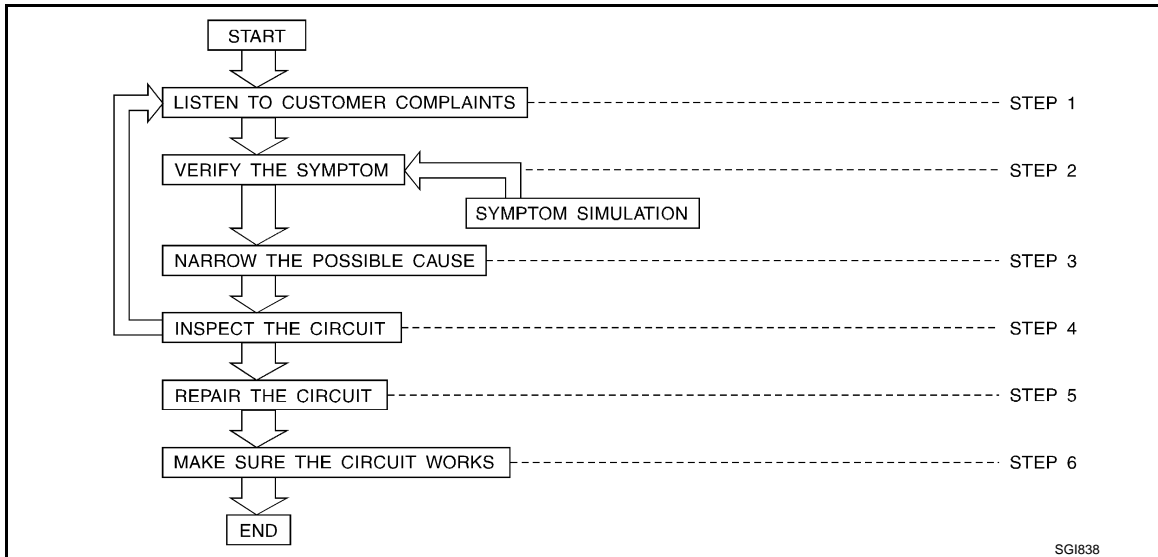 START
LISTEN TO CUSTOMER COMPLAINTS
STEP 1
VERIFY THE SYMPTOM
STEP 2
SYMPTOM SIMULATION
NARROW THE POSSIBLE CAUSE
STEP 3
INSPECT THE CIRCUIT
STEP 4
REPAIR THE CIRCUIT
STEP 5
MAKE SURE THE CIRCUIT WORKS
STEP 6
END
SGI838